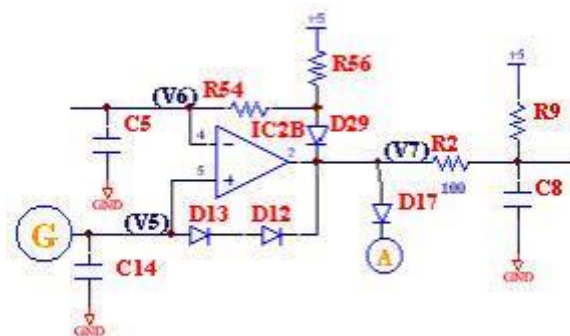 +5
R56
+5
(V6)
R54
R9
C5
IC2B
D29
4
(V7)
R2
2
5
100
GND
D13
D12
D17
C8
G
(V5)
A
C14
GND
GND